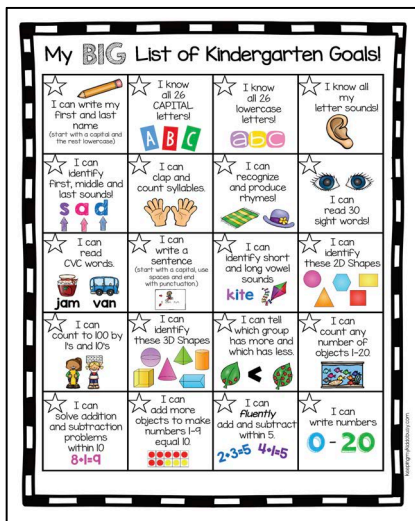 My BIG List of Kindergarten Goals!
I can write my
first and last
name
(start with a capital and
the rest lowercase)
I know
all 26
CAPITAL
letters!
ABC
I know
all 26
lowercase
letters!
abc
I know all
my
letter sounds!
I can
identify
first, middle and
last sounds!
sad
I can
clap and
count syllables.
I can
recognize
and produce
rhymes!
I can
read 30
sight words!
I can
read
CVC words.
jam van
I can
write a
sentence
(start with a capital, use
spaces and end
with punctuation.)
I can
identify short
and long vowel
sounds
kite
I can
identify
these 2D Shapes
I can
count to 100 by
1's and 10's
I can
identify
these 3D Shapes
I can tell
which group
has more and
which has less.
<
I can
count any
number of
objects 1-20.
I can
solve addition
and subtraction
problems
within 10
8+1=9
I can
add more
objects to make
numbers 1-9
equal 10.
I can
Fluently
add and subtract
within 5.
2+3=5 4+1=5
I can
write numbers
0 - 20
keepingmykiddobusy.com